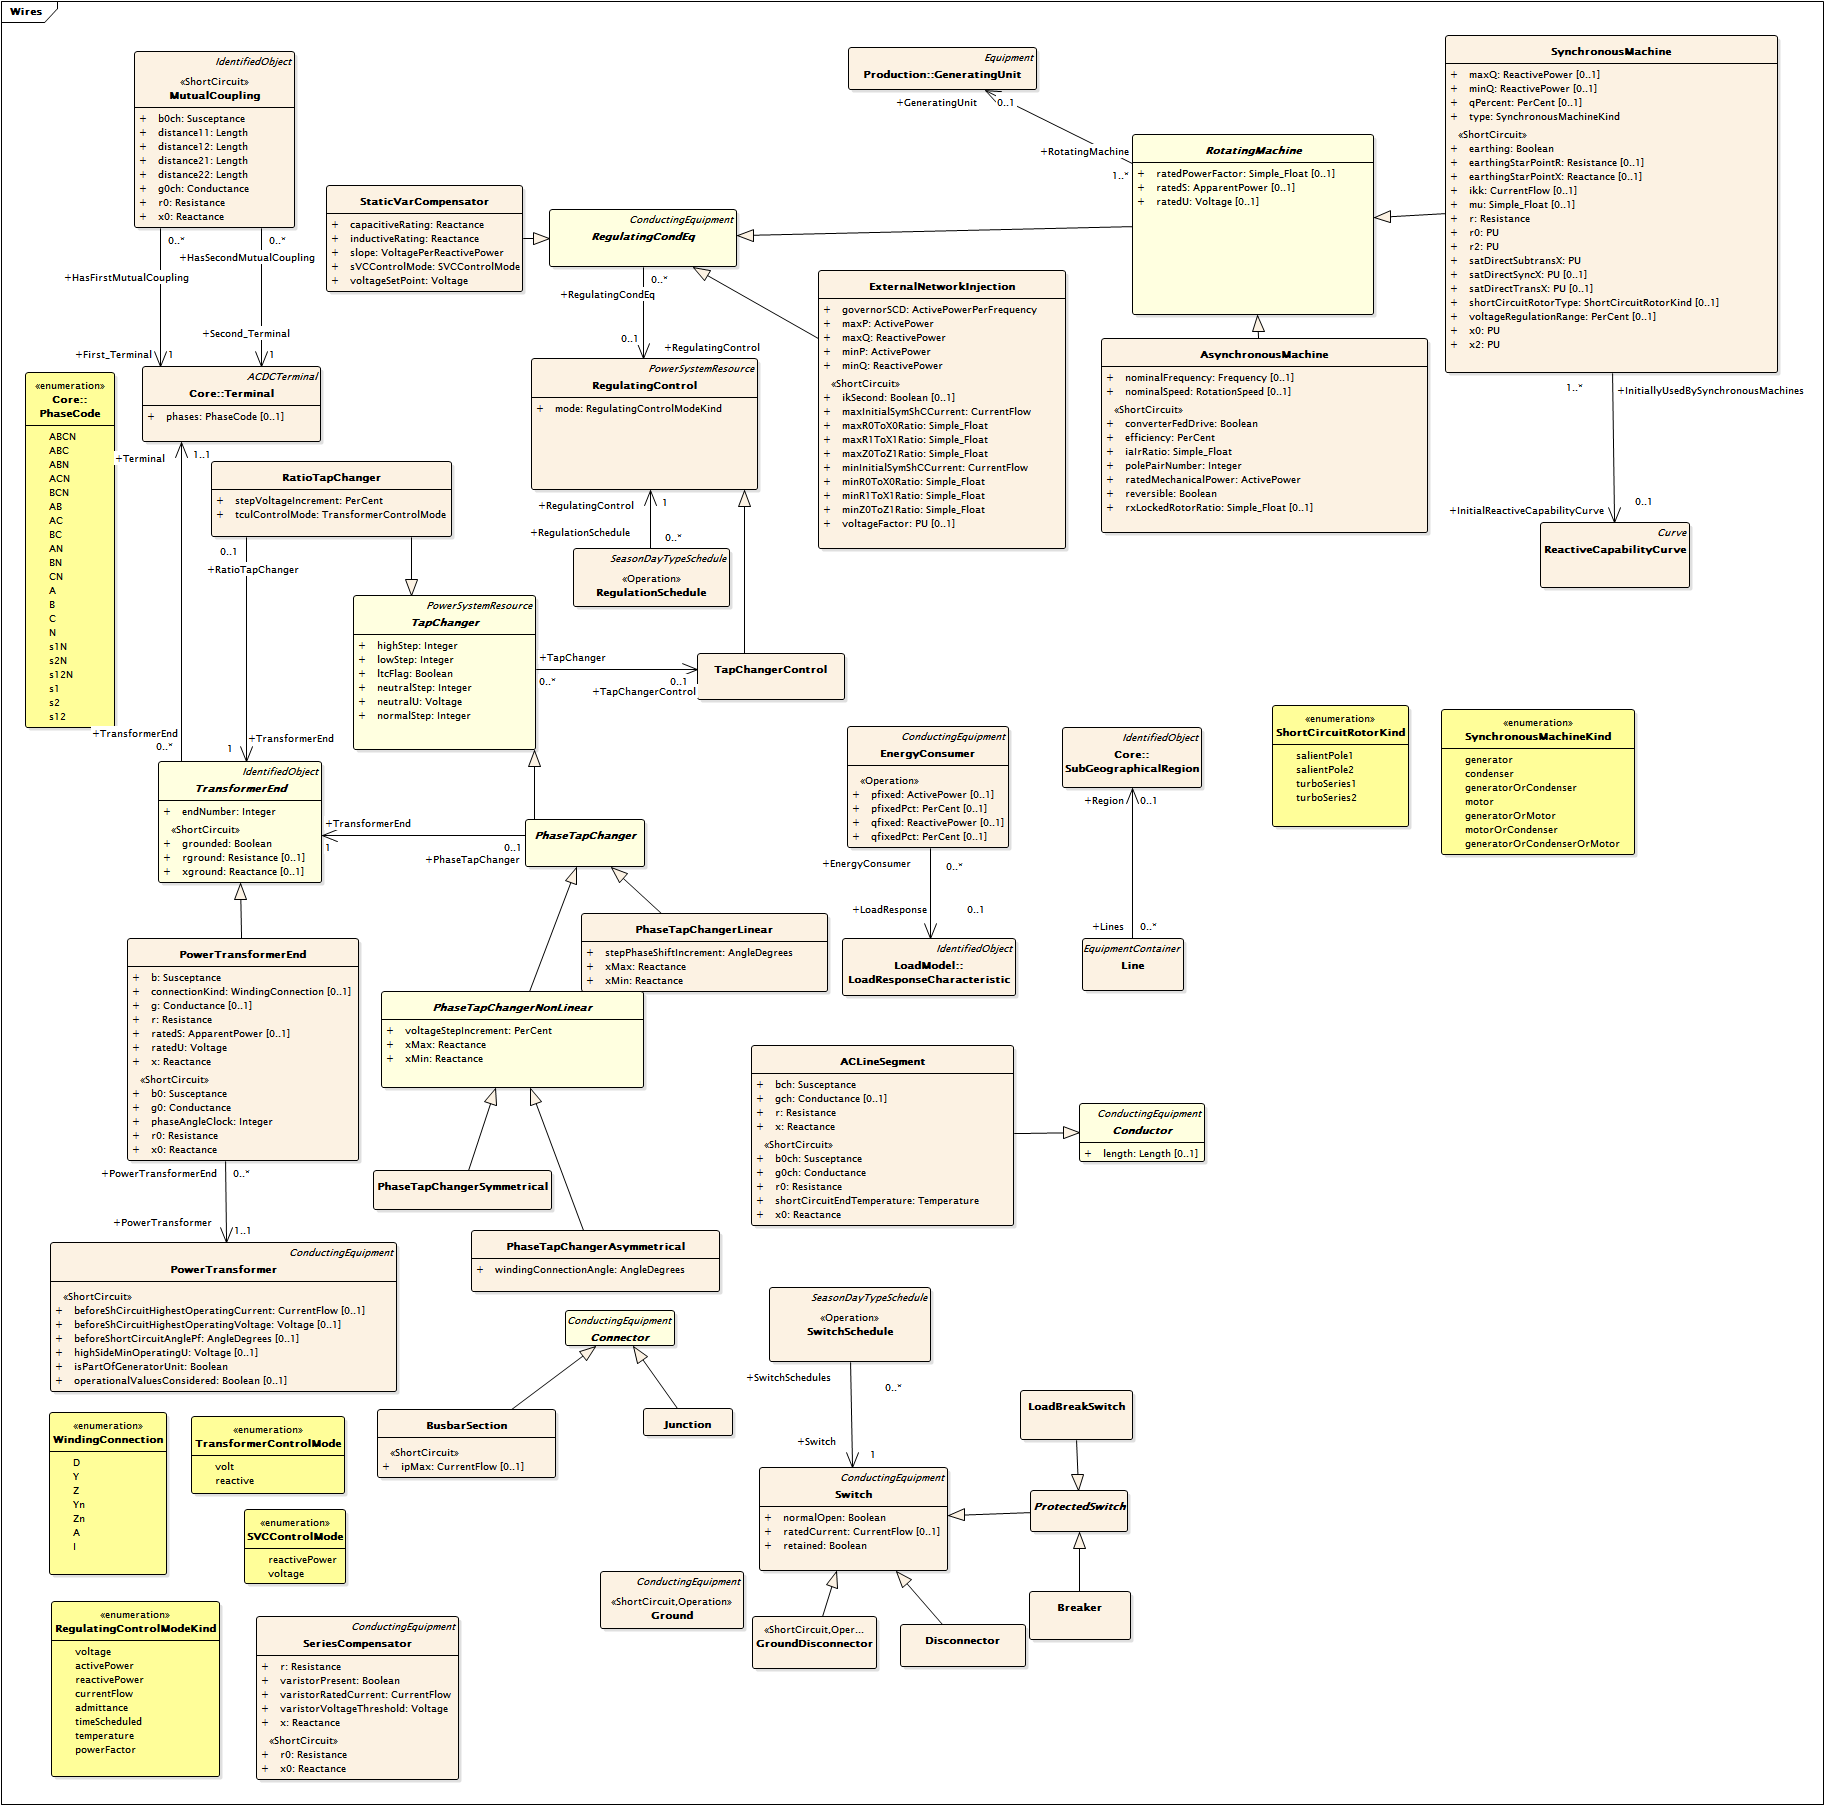 Wires
IdentifiedObject
«ShortCircuit»
MutualCoupling
+ b0ch: Susceptance
+ distance11: Length
+ distance12: Length
+ distance21: Length
+ distance22: Length
+ g0ch: Conductance
+ r0: Resistance
+ x0: Reactance
0..*
0..*
+HasSecondMutualCoupling
+HasFirstMutualCoupling
+Second_Terminal
+First_Terminal
1
1
ACDCTerminal
Core::Terminal
+ phases: PhaseCode [0..1]
+Terminal
1..1
«enumeration»
Core::
PhaseCode
ABCN
ABC
ABN
ACN
BCN
AB
AC
BC
AN
BN
CN
A
B
C
N
s1N
s2N
s12N
s1
s2
s12
StaticVarCompensator
+ capacitiveRating: Reactance
+ inductiveRating: Reactance
+ slope: VoltagePerReactivePower
+ sVCControlMode: SVCControlMode
+ voltageSetPoint: Voltage
ConductingEquipment
RegulatingCondEq
0..*
+RegulatingCondEq
0..1
+RegulatingControl
PowerSystemResource
RegulatingControl
+ mode: RegulatingControlModeKind
+RegulatingControl
1
+RegulationSchedule
0..*
SeasonDayTypeSchedule
«Operation»
RegulationSchedule
Equipment
Production::GeneratingUnit
+GeneratingUnit
0..1
+RotatingMachine
1..*
RotatingMachine
+ ratedPowerFactor: Simple_Float [0..1]
+ ratedS: ApparentPower [0..1]
+ ratedU: Voltage [0..1]
ExternalNetworkInjection
+ governorSCD: ActivePowerPerFrequency
+ maxP: ActivePower
+ maxQ: ReactivePower
+ minP: ActivePower
+ minQ: ReactivePower
«ShortCircuit»
+ ikSecond: Boolean [0..1]
+ maxInitialSymShCCurrent: CurrentFlow
+ maxR0ToX0Ratio: Simple_Float
+ maxR1ToX1Ratio: Simple_Float
+ maxZ0ToZ1Ratio: Simple_Float
+ minInitialSymShCCurrent: CurrentFlow
+ minR0ToX0Ratio: Simple_Float
+ minR1ToX1Ratio: Simple_Float
+ minZ0ToZ1Ratio: Simple_Float
+ voltageFactor: PU [0..1]
AsynchronousMachine
+ nominalFrequency: Frequency [0..1]
+ nominalSpeed: RotationSpeed [0..1]
«ShortCircuit»
+ converterFedDrive: Boolean
+ efficiency: PerCent
+ iaIrRatio: Simple_Float
+ polePairNumber: Integer
+ ratedMechanicalPower: ActivePower
+ reversible: Boolean
+ rxLockedRotorRatio: Simple_Float [0..1]
SynchronousMachine
+ maxQ: ReactivePower [0..1]
+ minQ: ReactivePower [0..1]
+ qPercent: PerCent [0..1]
+ type: SynchronousMachineKind
«ShortCircuit»
+ earthing: Boolean
+ earthingStarPointR: Resistance [0..1]
+ earthingStarPointX: Reactance [0..1]
+ ikk: CurrentFlow [0..1]
+ mu: Simple_Float [0..1]
+ r: Resistance
+ r0: PU
+ r2: PU
+ satDirectSubtransX: PU
+ satDirectSyncX: PU [0..1]
+ satDirectTransX: PU [0..1]
+ shortCircuitRotorType: ShortCircuitRotorKind [0..1]
+ voltageRegulationRange: PerCent [0..1]
+ x0: PU
+ x2: PU
1..*
+InitiallyUsedBySynchronousMachines
0..1
+InitialReactiveCapabilityCurve
Curve
ReactiveCapabilityCurve
RatioTapChanger
+ stepVoltageIncrement: PerCent
+ tculControlMode: TransformerControlMode
0..1
+RatioTapChanger
PowerSystemResource
TapChanger
+ highStep: Integer
+ lowStep: Integer
+ ltcFlag: Boolean
+ neutralStep: Integer
+ neutralU: Voltage
+ normalStep: Integer
+TapChanger
0..*
0..1
+TapChangerControl
TapChangerControl
+TransformerEnd
0..*
1
+TransformerEnd
IdentifiedObject
TransformerEnd
+ endNumber: Integer
«ShortCircuit»
+ grounded: Boolean
+ rground: Resistance [0..1]
+ xground: Reactance [0..1]
+TransformerEnd
1
0..1
+PhaseTapChanger
PhaseTapChanger
PhaseTapChangerLinear
+ stepPhaseShiftIncrement: AngleDegrees
+ xMax: Reactance
+ xMin: Reactance
PhaseTapChangerNonLinear
+ voltageStepIncrement: PerCent
+ xMax: Reactance
+ xMin: Reactance
PhaseTapChangerSymmetrical
PhaseTapChangerAsymmetrical
+ windingConnectionAngle: AngleDegrees
PowerTransformerEnd
+ b: Susceptance
+ connectionKind: WindingConnection [0..1]
+ g: Conductance [0..1]
+ r: Resistance
+ ratedS: ApparentPower [0..1]
+ ratedU: Voltage
+ x: Reactance
«ShortCircuit»
+ b0: Susceptance
+ g0: Conductance
+ phaseAngleClock: Integer
+ r0: Resistance
+ x0: Reactance
+PowerTransformerEnd
0..*
+PowerTransformer
1..1
ConductingEquipment
PowerTransformer
«ShortCircuit»
+ beforeShCircuitHighestOperatingCurrent: CurrentFlow [0..1]
+ beforeShCircuitHighestOperatingVoltage: Voltage [0..1]
+ beforeShortCircuitAnglePf: AngleDegrees [0..1]
+ highSideMinOperatingU: Voltage [0..1]
+ isPartOfGeneratorUnit: Boolean
+ operationalValuesConsidered: Boolean [0..1]
ConductingEquipment
EnergyConsumer
«Operation»
+ pfixed: ActivePower [0..1]
+ pfixedPct: PerCent [0..1]
+ qfixed: ReactivePower [0..1]
+ qfixedPct: PerCent [0..1]
+EnergyConsumer
0..*
+LoadResponse
0..1
IdentifiedObject
LoadModel::
LoadResponseCharacteristic
IdentifiedObject
Core::
SubGeographicalRegion
+Region
0..1
+Lines
0..*
EquipmentContainer
Line
«enumeration»
ShortCircuitRotorKind
salientPole1
salientPole2
turboSeries1
turboSeries2
«enumeration»
SynchronousMachineKind
generator
condenser
generatorOrCondenser
motor
generatorOrMotor
motorOrCondenser
generatorOrCondenserOrMotor
ACLineSegment
+ bch: Susceptance
+ gch: Conductance [0..1]
+ r: Resistance
+ x: Reactance
«ShortCircuit»
+ b0ch: Susceptance
+ g0ch: Conductance
+ r0: Resistance
+ shortCircuitEndTemperature: Temperature
+ x0: Reactance
ConductingEquipment
Conductor
+ length: Length [0..1]
ConductingEquipment
Connector
BusbarSection
«ShortCircuit»
+ ipMax: CurrentFlow [0..1]
Junction
SeasonDayTypeSchedule
«Operation»
SwitchSchedule
+SwitchSchedules
0..*
+Switch
1
ConductingEquipment
Switch
+ normalOpen: Boolean
+ ratedCurrent: CurrentFlow [0..1]
+ retained: Boolean
LoadBreakSwitch
ProtectedSwitch
Breaker
ConductingEquipment
«ShortCircuit,Operation»
Ground
«ShortCircuit,Oper...
GroundDisconnector
Disconnector
«enumeration»
WindingConnection
D
Y
Z
Yn
Zn
A
I
«enumeration»
TransformerControlMode
volt
reactive
«enumeration»
SVCControlMode
reactivePower
voltage
«enumeration»
RegulatingControlModeKind
voltage
activePower
reactivePower
currentFlow
admittance
timeScheduled
temperature
powerFactor
ConductingEquipment
SeriesCompensator
+ r: Resistance
+ varistorPresent: Boolean
+ varistorRatedCurrent: CurrentFlow
+ varistorVoltageThreshold: Voltage
+ x: Reactance
«ShortCircuit»
+ r0: Resistance
+ x0: Reactance